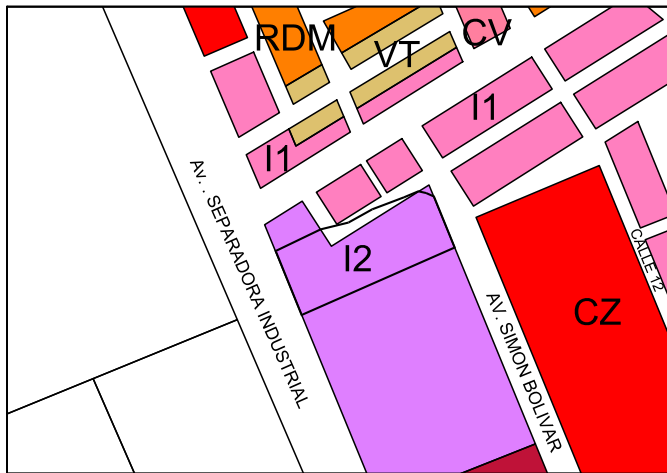 RDM
CV
VT
I1
I1
Av. . SEPARADORA INDUSTRIAL
I2
CALLE 12
AV. SIMON BOLIVAR
CZ